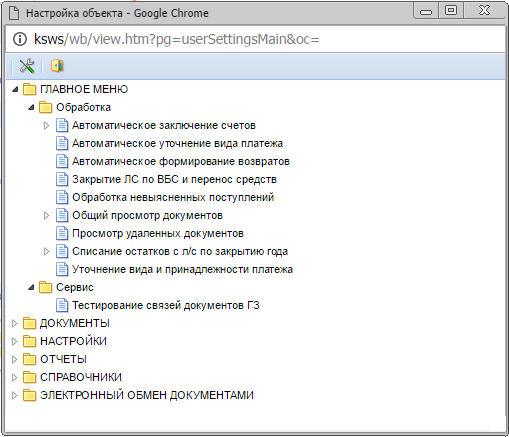 Настройка объекта - Google Chrome
ksws/wb/view.htm?pg=userSettingsMain&oc=
ГЛАВНОЕ МЕНЮ
Обработка
Автоматическое заключение счетов
Автоматическое уточнение вида платежа
Автоматическое формирование возвратов
Закрытие ЛС по ВБС и перенос средств
Обработка невыясненных поступлений
Общий просмотр документов
Просмотр удаленных документов
Списание остатков с л/с по закрытию года
Уточнение вида и принадлежности платежа
Сервис
Тестирование связей документов ГЗ
ДОКУМЕНТЫ
НАСТРОЙКИ
ОТЧЕТЫ
СПРАВОЧНИКИ
ЭЛЕКТРОННЫЙ ОБМЕН ДОКУМЕНТАМИ